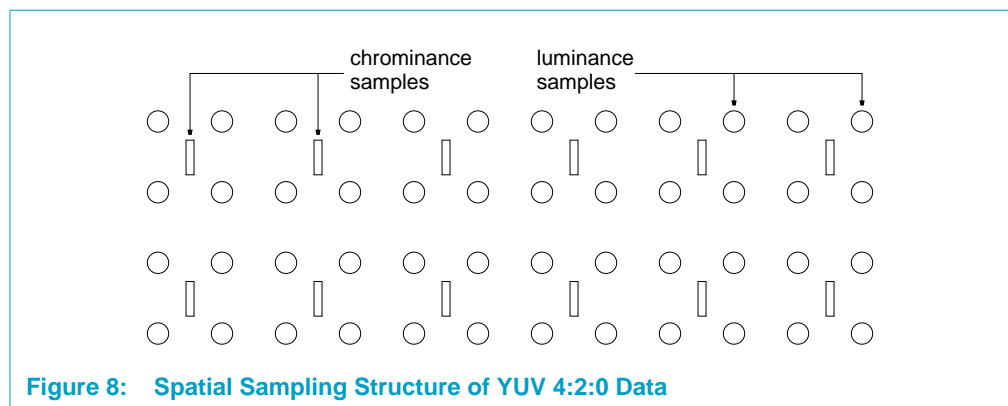 chrominance
samples
luminance
samples
Figure 8: Spatial Sampling Structure of YUV 4:2:0 Data